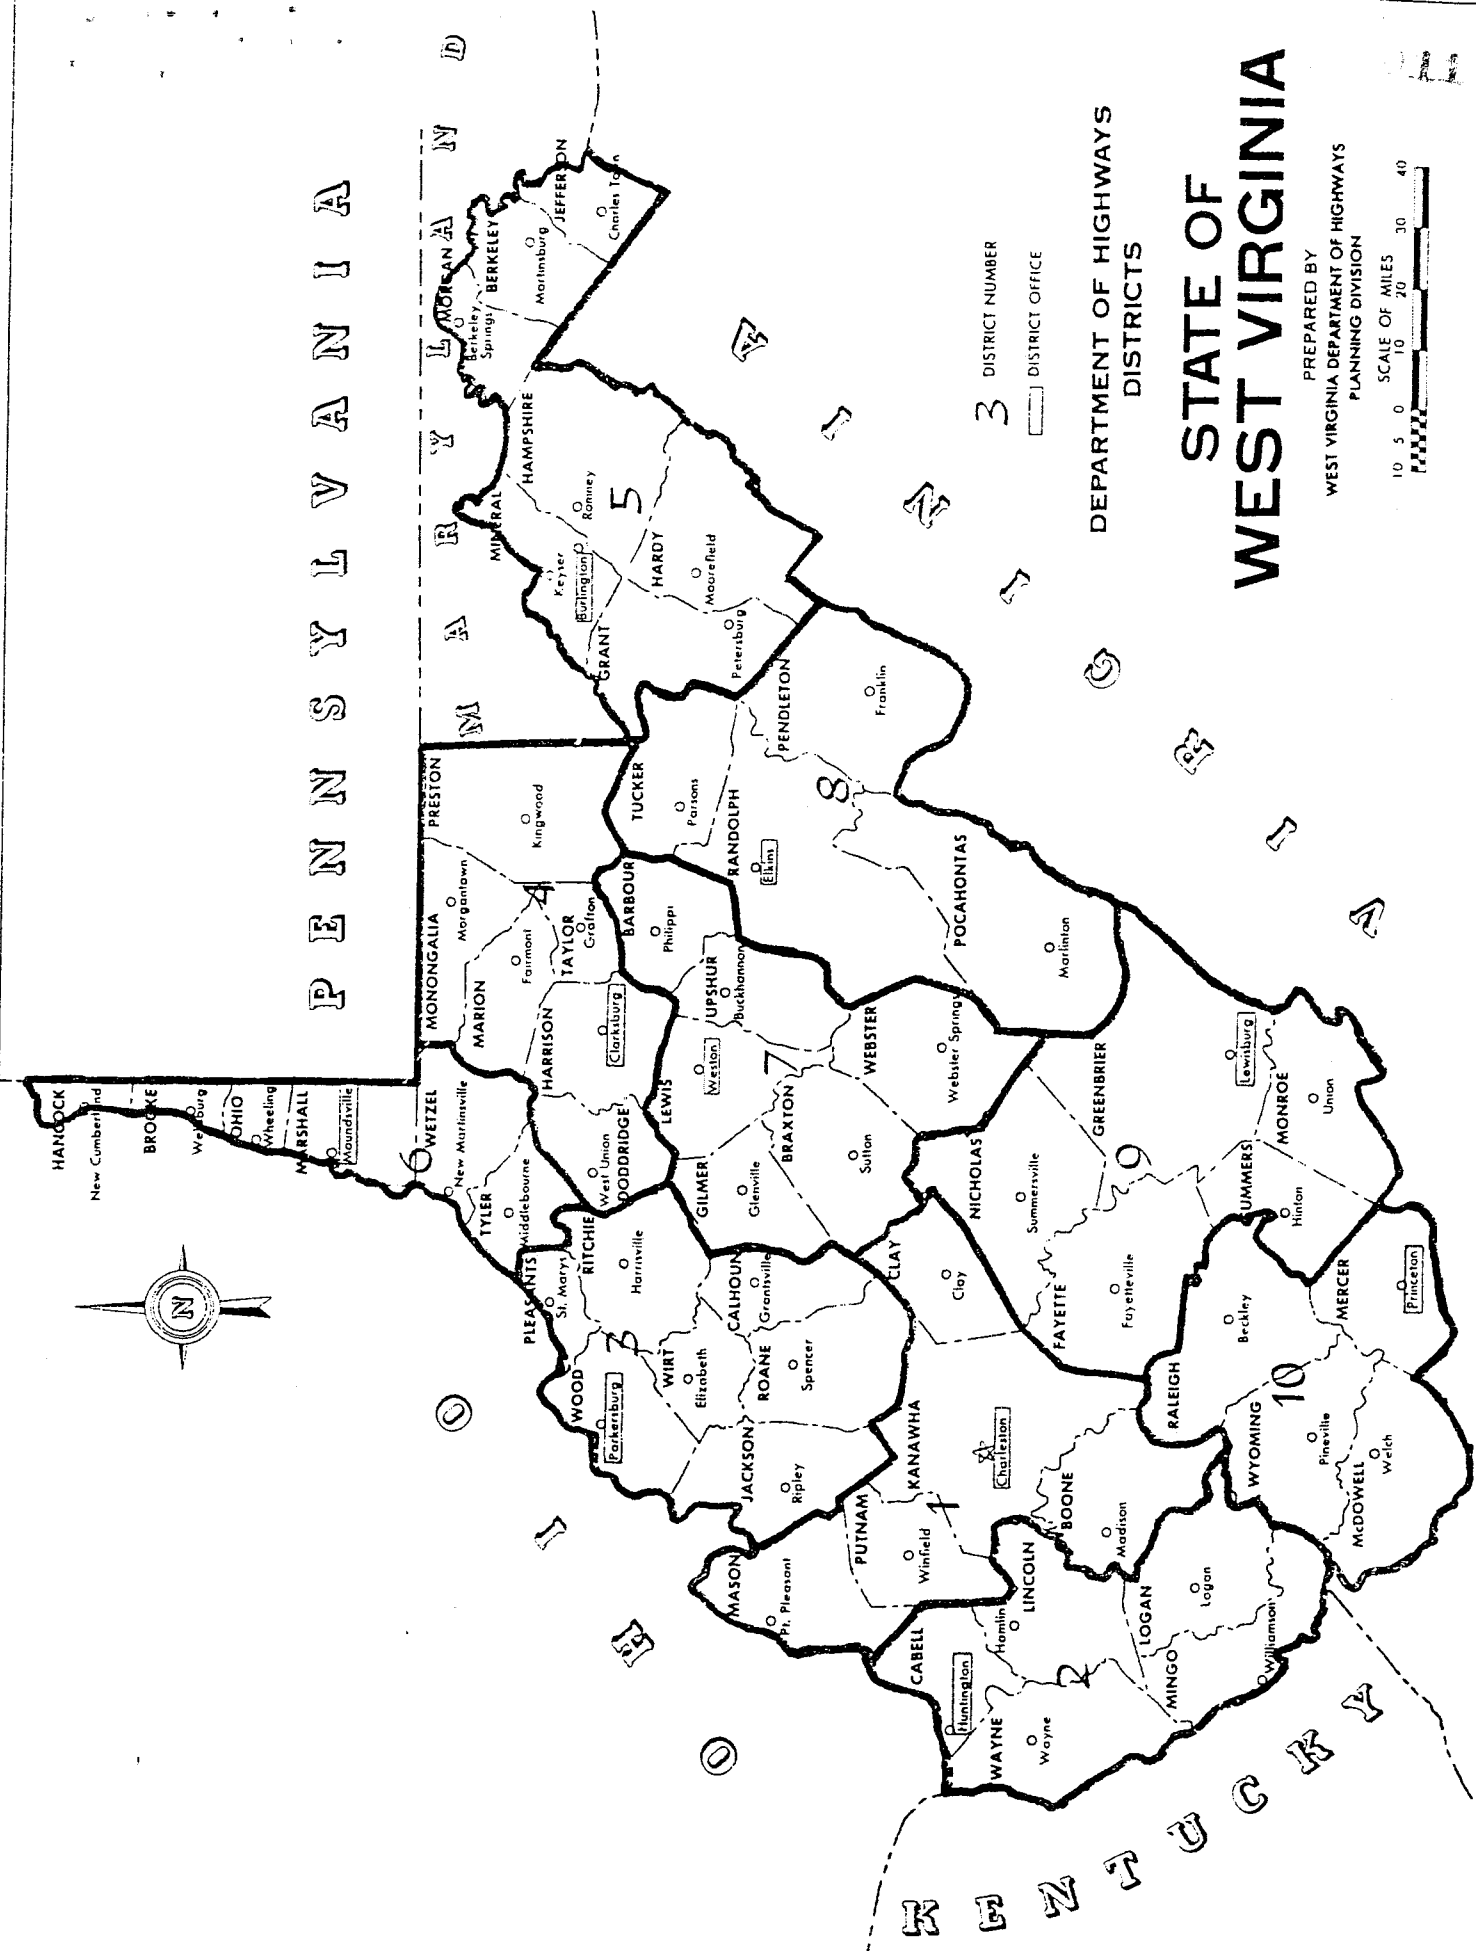 PENNSYLVANIA
MARYLAND
OHIO
KENTUCKY
VIRGINIA
N
HANCOCK
New Cumberland
BROOKE
Wellsburg
OHIO
Wheeling
MARSHALL
Moundsville
6
WETZEL
New Martinsville
TYLER
Middlebourne
PLEASANTS
St. Marys
RITCHIE
Harrisville
WOOD
Parkersburg
3
WIRT
Elizabeth
CALHOUN
Grantsville
ROANE
Spencer
JACKSON
Ripley
MASON
Pt. Pleasant
PUTNAM
Winfield
1
KANAWHA
Charleston
CLAY
Clay
BOONE
Madison
CABELL
Huntington
LINCOLN
Hamlin
WAYNE
Wayne
2
LOGAN
Logan
MINGO
Williamson
MONONGALIA
Morgantown
PRESTON
Kingwood
MARION
Fairmont
4
TAYLOR
Grafton
HARRISON
Clarksburg
DODDRIDGE
West Union
BARBOUR
Philippi
UPSHUR
Buckhannon
LEWIS
Weston
7
GILMER
Glenville
BRAXTON
Sutton
WEBSTER
Webster Springs
TUCKER
Parsons
RANDOLPH
Elkins
8
PENDLETON
Franklin
POCAHONTAS
Marlinton
MORGAN
Berkeley
Springs
BERKELEY
Martinsburg
JEFFERSON
Charles Town
HAMPSHIRE
Romney
MINERAL
Keyser
Burlington
5
GRANT
Petersburg
HARDY
Moorefield
NICHOLAS
Summersville
GREENBRIER
Lewisburg
9
FAYETTE
Fayetteville
SUMMERS
Hinton
MONROE
Union
RALEIGH
Beckley
MERCER
Princeton
10
WYOMING
Pineville
McDOWELL
Welch
3 DISTRICT NUMBER
DISTRICT OFFICE
DEPARTMENT OF HIGHWAYS
DISTRICTS
STATE OF
WEST VIRGINIA
PREPARED BY
WEST VIRGINIA DEPARTMENT OF HIGHWAYS
PLANNING DIVISION
SCALE OF MILES
10 5 0 10 20 30 40